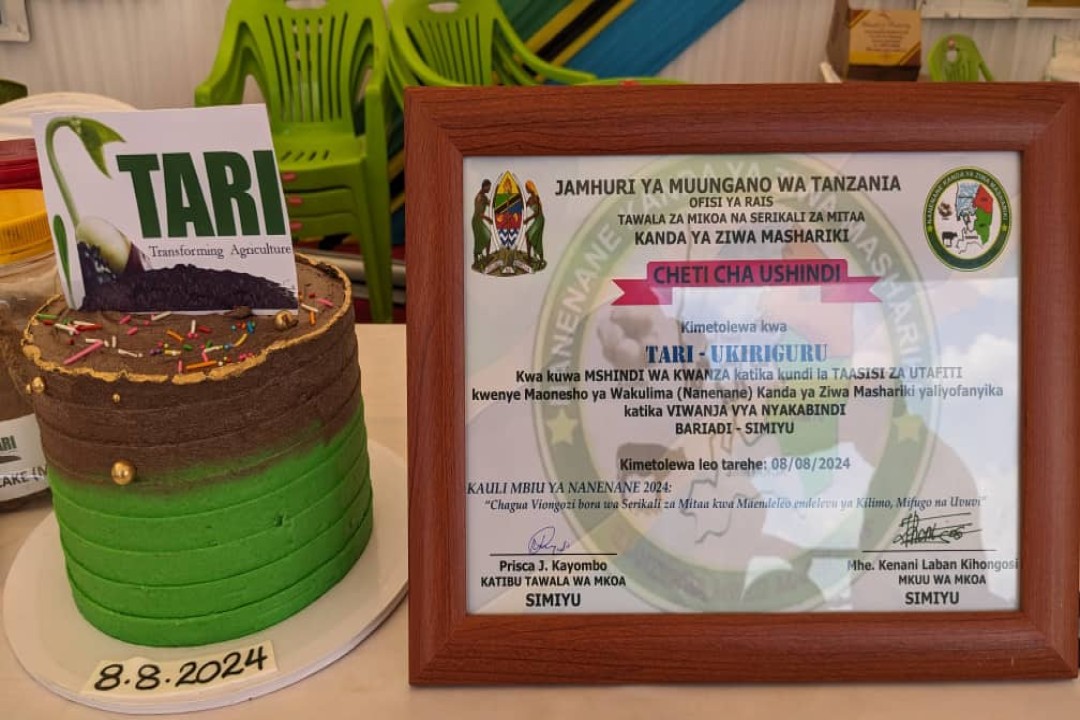 TARI
Transforming Agriculture
8.8.2024
JAMHURI YA MUUNGANO WA TANZANIA
OFISI YA RAIS
TAWALA ZA MIKOA NA SERIKALI ZA MITAA
KANDA YA ZIWA MASHARIKI
NANENANE KANDA YA ZIWA MASHARIKI
CHETI CHA USHINDI
Kimetolewa kwa
TARI - UKIRIGURU
Kwa kuwa MSHINDI WA KWANZA katika kundi la TAASISI ZA UTAFITI
kwenye Maonesho ya Wakulima (Nanenane) Kanda ya Ziwa Mashariki yaliyofanyika
katika VIWANJA VYA NYAKABINDI
BARIADI - SIMIYU
Kimetolewa leo tarehe: 08/08/2024
KAULI MBIU YA NANENANE 2024:
"Chagua Viongozi bora wa Serikali za Mitaa kwa Maendeleo endelevu ya Kilimo, Mifugo na Uvuvi"
Prisca J. Kayombo
KATIBU TAWALA WA MKOA
SIMIYU
Mhe. Kenani Laban Kihongosi
MKUU WA MKOA
SIMIYU